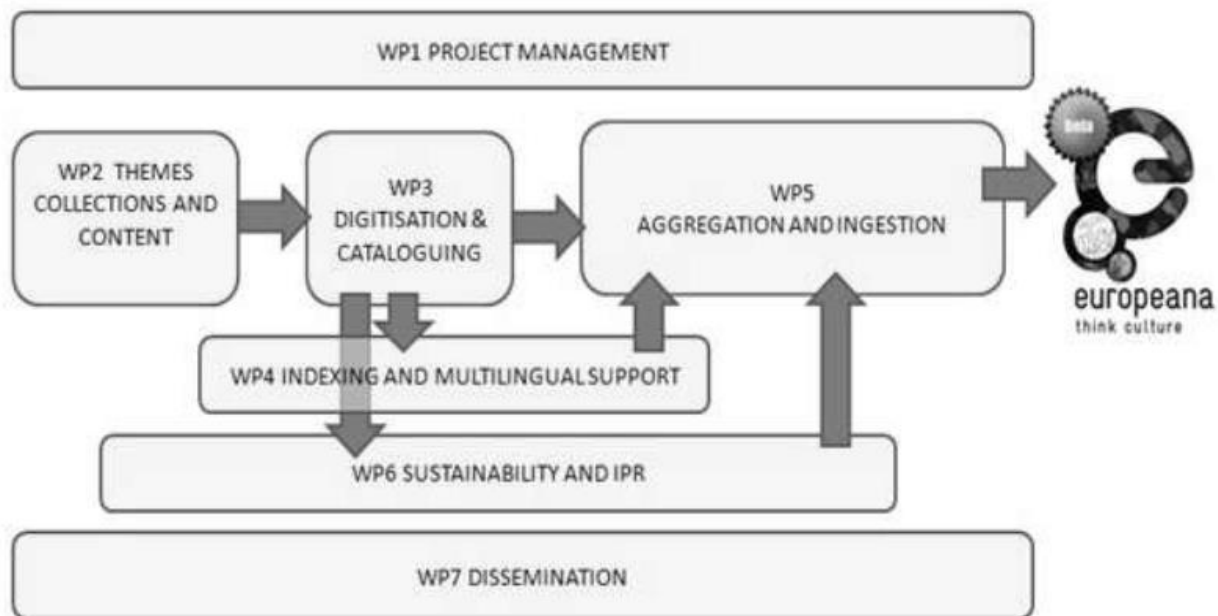 WP1 PROJECT MANAGEMENT
WP2 THEMES
COLLECTIONS AND
CONTENT
WP3
DIGITISATION &
CATALOGUING
WP5
AGGREGATION AND INGESTION
Beta
europeana
think culture
WP4 INDEXING AND MULTILINGUAL SUPPORT
WP6 SUSTAINABILITY AND IPR
WP7 DISSEMINATION